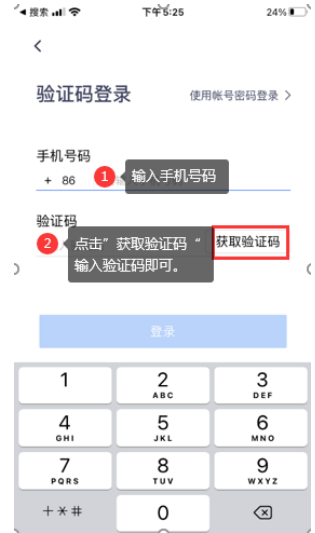 搜索 下午5:25 24%
验证码登录 使用帐号密码登录
手机号码
+ 86 1 输入手机号码
验证码
2 点击”获取验证码“ 获取验证码
输入验证码即可。
登录
1 2 3
ABC DEF
4 5 6
GHI JKL MNO
7 8 9
PQRS TUV WXYZ
+*# 0